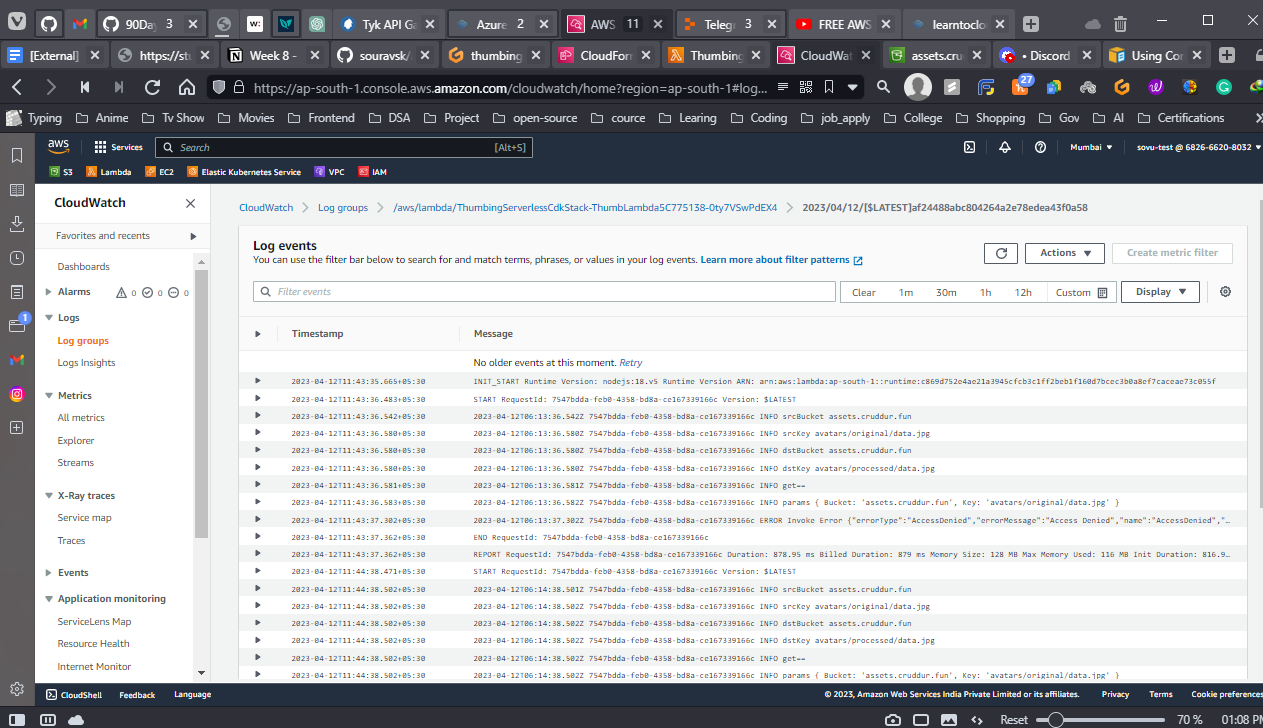 90Day 3
Tyk API Ga
Azure 2
AWS 11
Teleg 3
FREE AWS
learntoclo
[External]
https://stu
Week 8 -
souravsk/
thumbing
CloudForm
Thumbing
CloudWat
assets.cru
• Discord
Using Con
https://ap-south-1.console.aws.amazon.com/cloudwatch/home?region=ap-south-1#log...
27
Typing
Anime
Tv Show
Movies
Frontend
DSA
Project
open-source
cource
Learing
Coding
job_apply
College
Shopping
Gov
AI
Certifications
aws
Services
Search [Alt+S]
Mumbai
sovu-test @ 6826-6620-8032
S3
Lambda
EC2
Elastic Kubernetes Service
VPC
IAM
CloudWatch
Favorites and recents
Dashboards
Alarms 0 0 0
Logs
Log groups
Logs Insights
Metrics
All metrics
Explorer
Streams
X-Ray traces
Service map
Traces
Events
Application monitoring
ServiceLens Map
Resource Health
Internet Monitor
1
CloudWatch
Log groups
/aws/lambda/ThumbingServerlessCdkStack-ThumbLambda5C775138-0ty7VSwPdEX4
2023/04/12/[$LATEST]af24488abc804264a2e78edea43f0a58
Log events
You can use the filter bar below to search for and match terms, phrases, or values in your log events. Learn more about filter patterns
Actions
Create metric filter
Filter events
Clear 1m 30m 1h 12h Custom
Display
Timestamp Message
No older events at this moment. Retry
2023-04-12T11:43:35.665+05:30 INIT_START Runtime Version: nodejs:18.v5 Runtime Version ARN: arn:aws:lambda:ap-south-1::runtime:c869d752e4ae21a3945cfcb3c1ff2beb1f160d7bcec3b0a8ef7caceae73c055f
2023-04-12T11:43:36.483+05:30 START RequestId: 7547bdda-feb0-4358-bd8a-ce167339166c Version: $LATEST
2023-04-12T11:43:36.542+05:30 2023-04-12T06:13:36.542Z 7547bdda-feb0-4358-bd8a-ce167339166c INFO srcBucket assets.cruddur.fun
2023-04-12T11:43:36.580+05:30 2023-04-12T06:13:36.580Z 7547bdda-feb0-4358-bd8a-ce167339166c INFO srcKey avatars/original/data.jpg
2023-04-12T11:43:36.580+05:30 2023-04-12T06:13:36.580Z 7547bdda-feb0-4358-bd8a-ce167339166c INFO dstBucket assets.cruddur.fun
2023-04-12T11:43:36.580+05:30 2023-04-12T06:13:36.580Z 7547bdda-feb0-4358-bd8a-ce167339166c INFO dstKey avatars/processed/data.jpg
2023-04-12T11:43:36.581+05:30 2023-04-12T06:13:36.581Z 7547bdda-feb0-4358-bd8a-ce167339166c INFO get==
2023-04-12T11:43:36.583+05:30 2023-04-12T06:13:36.582Z 7547bdda-feb0-4358-bd8a-ce167339166c INFO params { Bucket: 'assets.cruddur.fun', Key: 'avatars/original/data.jpg' }
2023-04-12T11:43:37.302+05:30 2023-04-12T06:13:37.302Z 7547bdda-feb0-4358-bd8a-ce167339166c ERROR Invoke Error {"errorType":"AccessDenied","errorMessage":"Access Denied","name":"AccessDenied","…
2023-04-12T11:43:37.362+05:30 END RequestId: 7547bdda-feb0-4358-bd8a-ce167339166c
2023-04-12T11:43:37.362+05:30 REPORT RequestId: 7547bdda-feb0-4358-bd8a-ce167339166c Duration: 878.95 ms Billed Duration: 879 ms Memory Size: 128 MB Max Memory Used: 116 MB Init Duration: 816.9…
2023-04-12T11:44:38.471+05:30 START RequestId: 7547bdda-feb0-4358-bd8a-ce167339166c Version: $LATEST
2023-04-12T11:44:38.502+05:30 2023-04-12T06:14:38.501Z 7547bdda-feb0-4358-bd8a-ce167339166c INFO srcBucket assets.cruddur.fun
2023-04-12T11:44:38.502+05:30 2023-04-12T06:14:38.502Z 7547bdda-feb0-4358-bd8a-ce167339166c INFO srcKey avatars/original/data.jpg
2023-04-12T11:44:38.502+05:30 2023-04-12T06:14:38.502Z 7547bdda-feb0-4358-bd8a-ce167339166c INFO dstBucket assets.cruddur.fun
2023-04-12T11:44:38.502+05:30 2023-04-12T06:14:38.502Z 7547bdda-feb0-4358-bd8a-ce167339166c INFO dstKey avatars/processed/data.jpg
2023-04-12T11:44:38.502+05:30 2023-04-12T06:14:38.502Z 7547bdda-feb0-4358-bd8a-ce167339166c INFO get==
2023-04-12T11:44:38.502+05:30 2023-04-12T06:14:38.502Z 7547bdda-feb0-4358-bd8a-ce167339166c INFO params { Bucket: 'assets.cruddur.fun', Key: 'avatars/original/data.jpg' }
CloudShell
Feedback
Language
© 2023, Amazon Web Services India Private Limited or its affiliates.
Privacy
Terms
Cookie preferences
Reset
70 %
01:08 PM